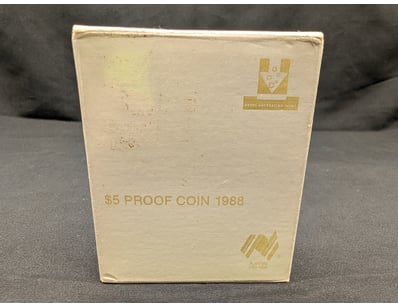 ROYAL AUSTRALIAN MINT
$5 PROOF COIN 1988